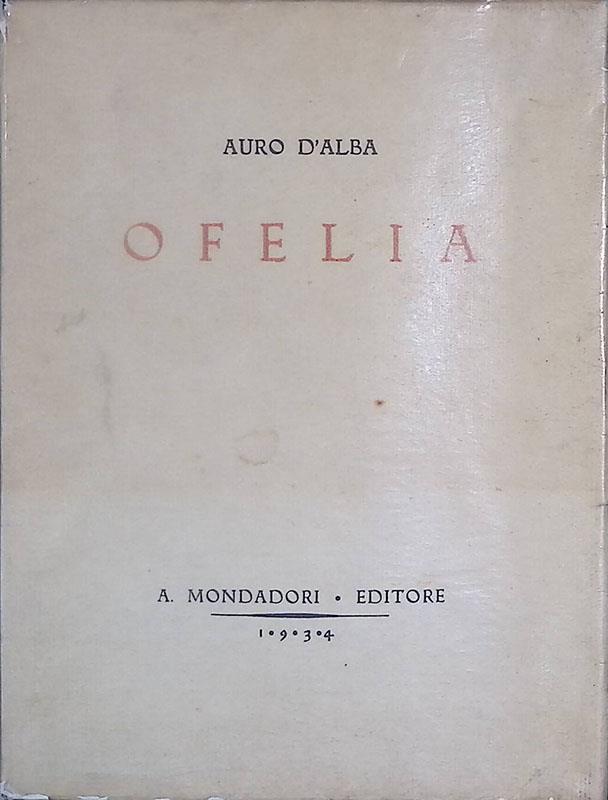 AURO D'ALBA
OFELIA
A. MONDADORI • EDITORE
1•9•3•4